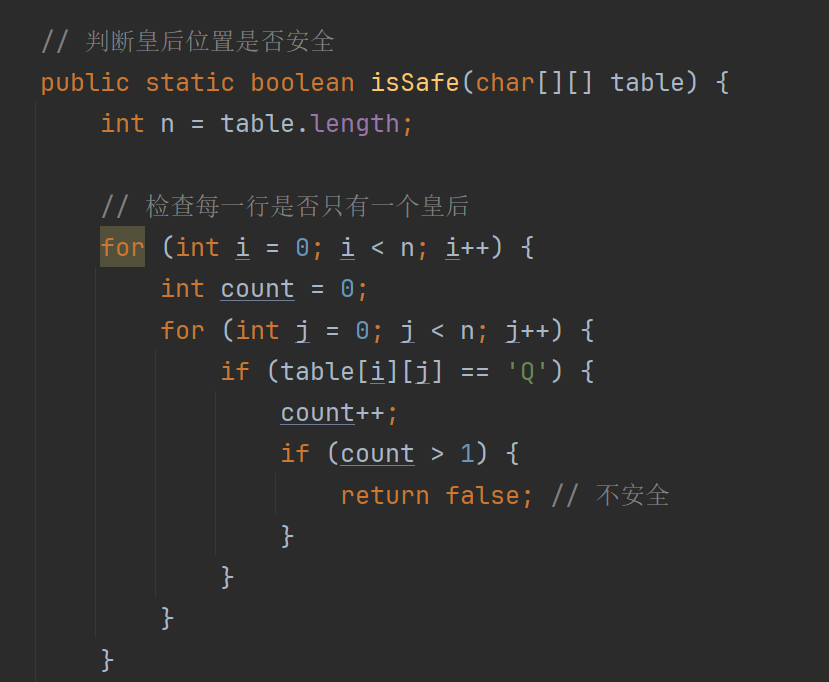 // 判断皇后位置是否安全
public static boolean isSafe(char[][] table) {
    int n = table.length;

    // 检查每一行是否只有一个皇后
    for (int i = 0; i < n; i++) {
        int count = 0;
        for (int j = 0; j < n; j++) {
            if (table[i][j] == 'Q') {
                count++;
                if (count > 1) {
                    return false; // 不安全
                }
            }
        }
    }